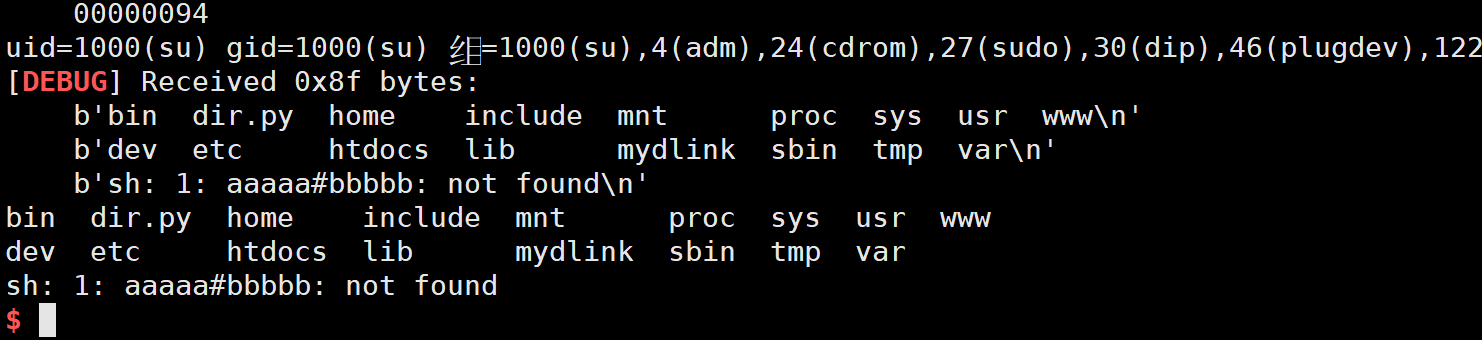 00000094
uid=1000(su) gid=1000(su) 组=1000(su),4(adm),24(cdrom),27(sudo),30(dip),46(plugdev),122
[DEBUG] Received 0x8f bytes:
b'bin  dir.py  home    include  mnt      proc  sys  usr  www\n'
b'dev  etc     htdocs  lib      mydlink  sbin  tmp  var\n'
b'sh: 1: aaaaa#bbbbb: not found\n'
bin  dir.py  home    include  mnt      proc  sys  usr  www
dev  etc     htdocs  lib      mydlink  sbin  tmp  var
sh: 1: aaaaa#bbbbb: not found
$